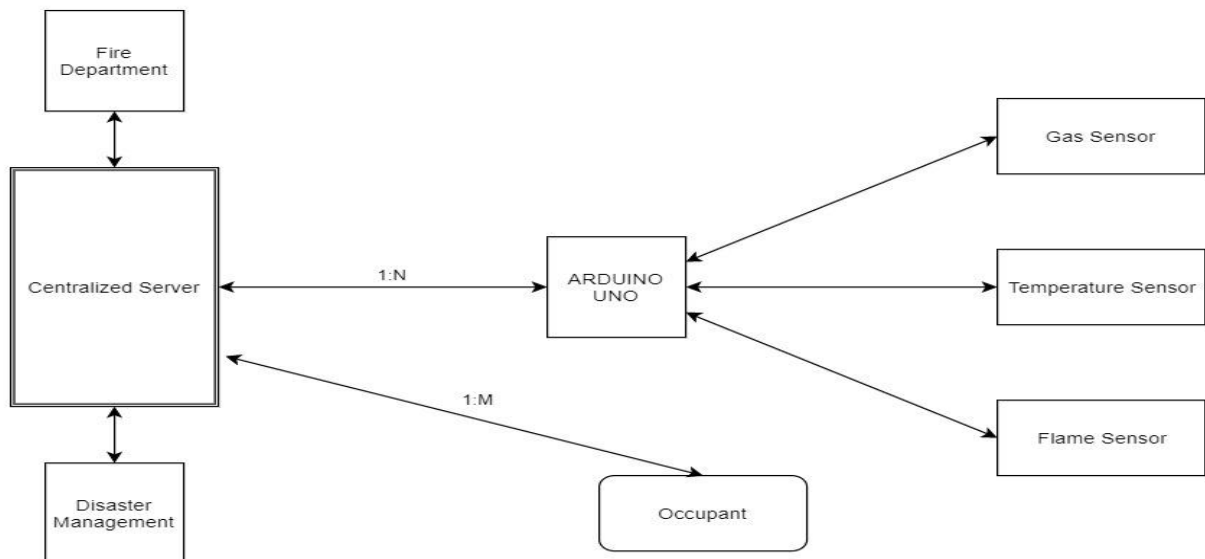 Fire
Department
Gas Sensor
Centralized Server
1:N
ARDUINO
UNO
Temperature Sensor
1:M
Flame Sensor
Disaster
Management
Occupant